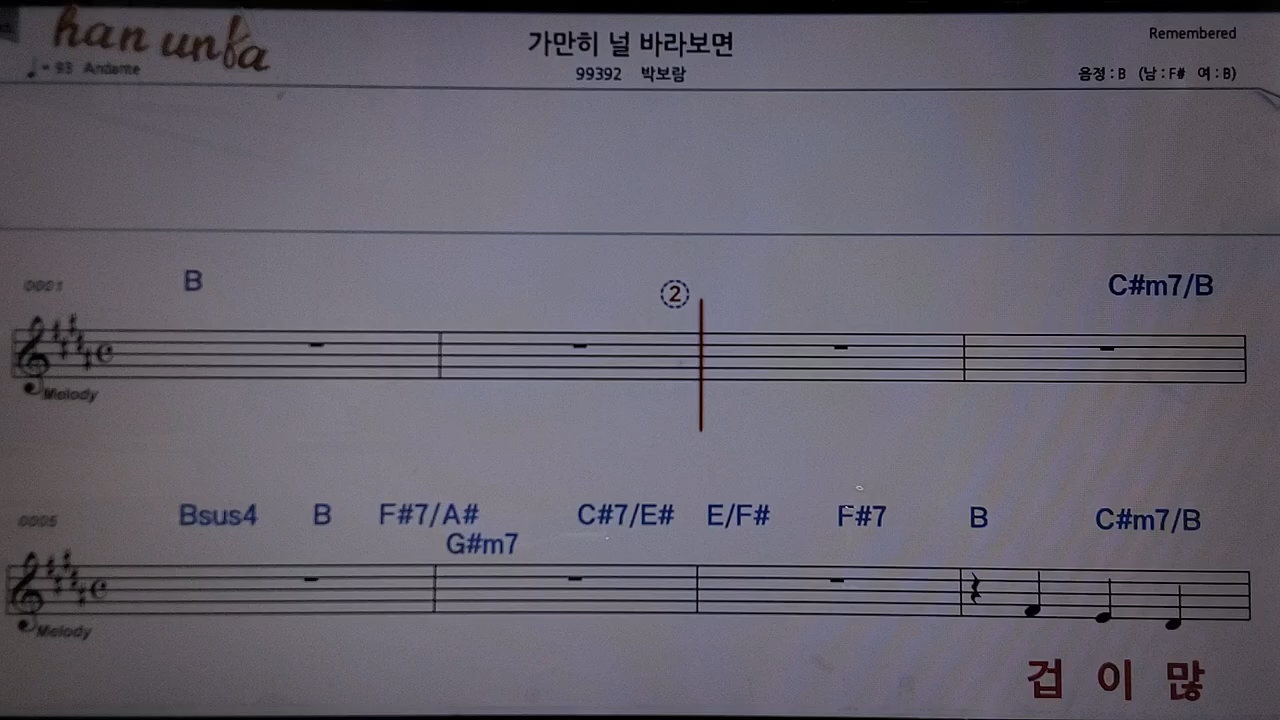 han unba
가만히 널 바라보면
Remembered
♩= 93 Andante
99392 박보람
음정 : B (남 : F# 여 : B)
0001 B ② C#m7/B
Melody
0005 Bsus4 B F#7/A# C#7/E# E/F# F#7 B C#m7/B
G#m7
Melody
겁 이 많